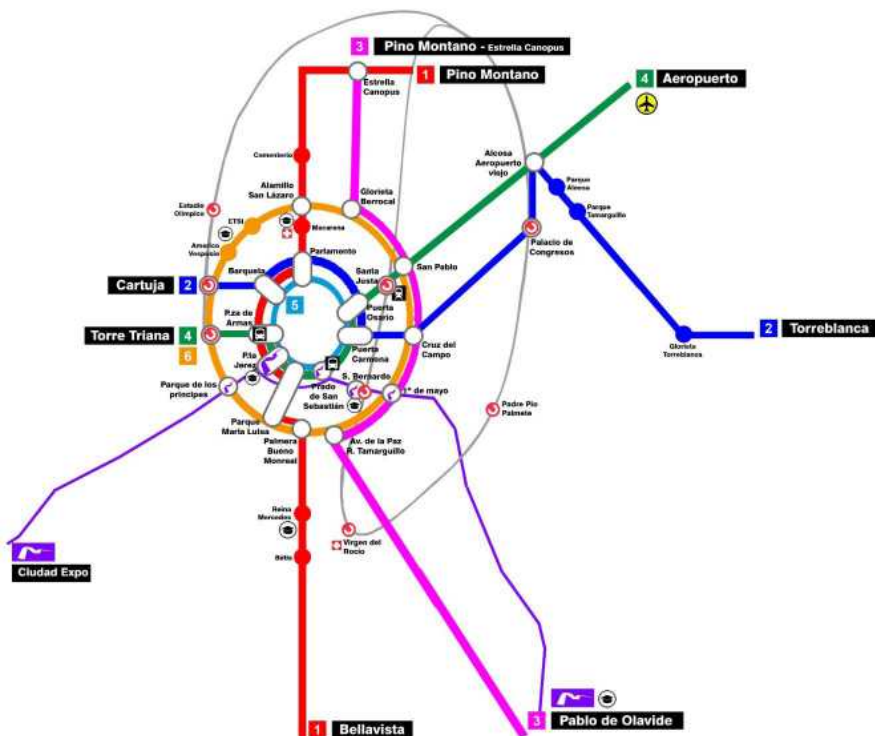 3 Pino Montano - Estrella Canopus
1 Pino Montano
4 Aeropuerto
Estrella
Canopus
Cementerio
Alcosa
Aeropuerto
viejo
Parque
Alcosa
Parque
Tamarguillo
Alamillo
San Lázaro
Glorieta
Berrocal
Estadio
Olímpico
ETSI
Macarena
Americo
Vespusio
Palacio de
Congresos
Parlamento
Barqueta
Santa
Justa
San Pablo
Cartuja 2
5
P.za de
Armas
Puerta
Osario
Torre Triana 4
6
Puerta
Carmona
Cruz del
Campo
2 Torreblanca
Glorieta
Torreblanca
P.ta
Jerez
S. Bernardo
Parque de los
principes
Prado
de San
Sebastián
1º de mayo
Padre Pio
Palmete
Parque
María Luisa
Palmera
Bueno
Monreal
Av. de la Paz
R. Tamarguillo
Reina
Mercedes
Virgen del
Rocío
Bétis
Ciudad Expo
1 Bellavista
3 Pablo de Olavide